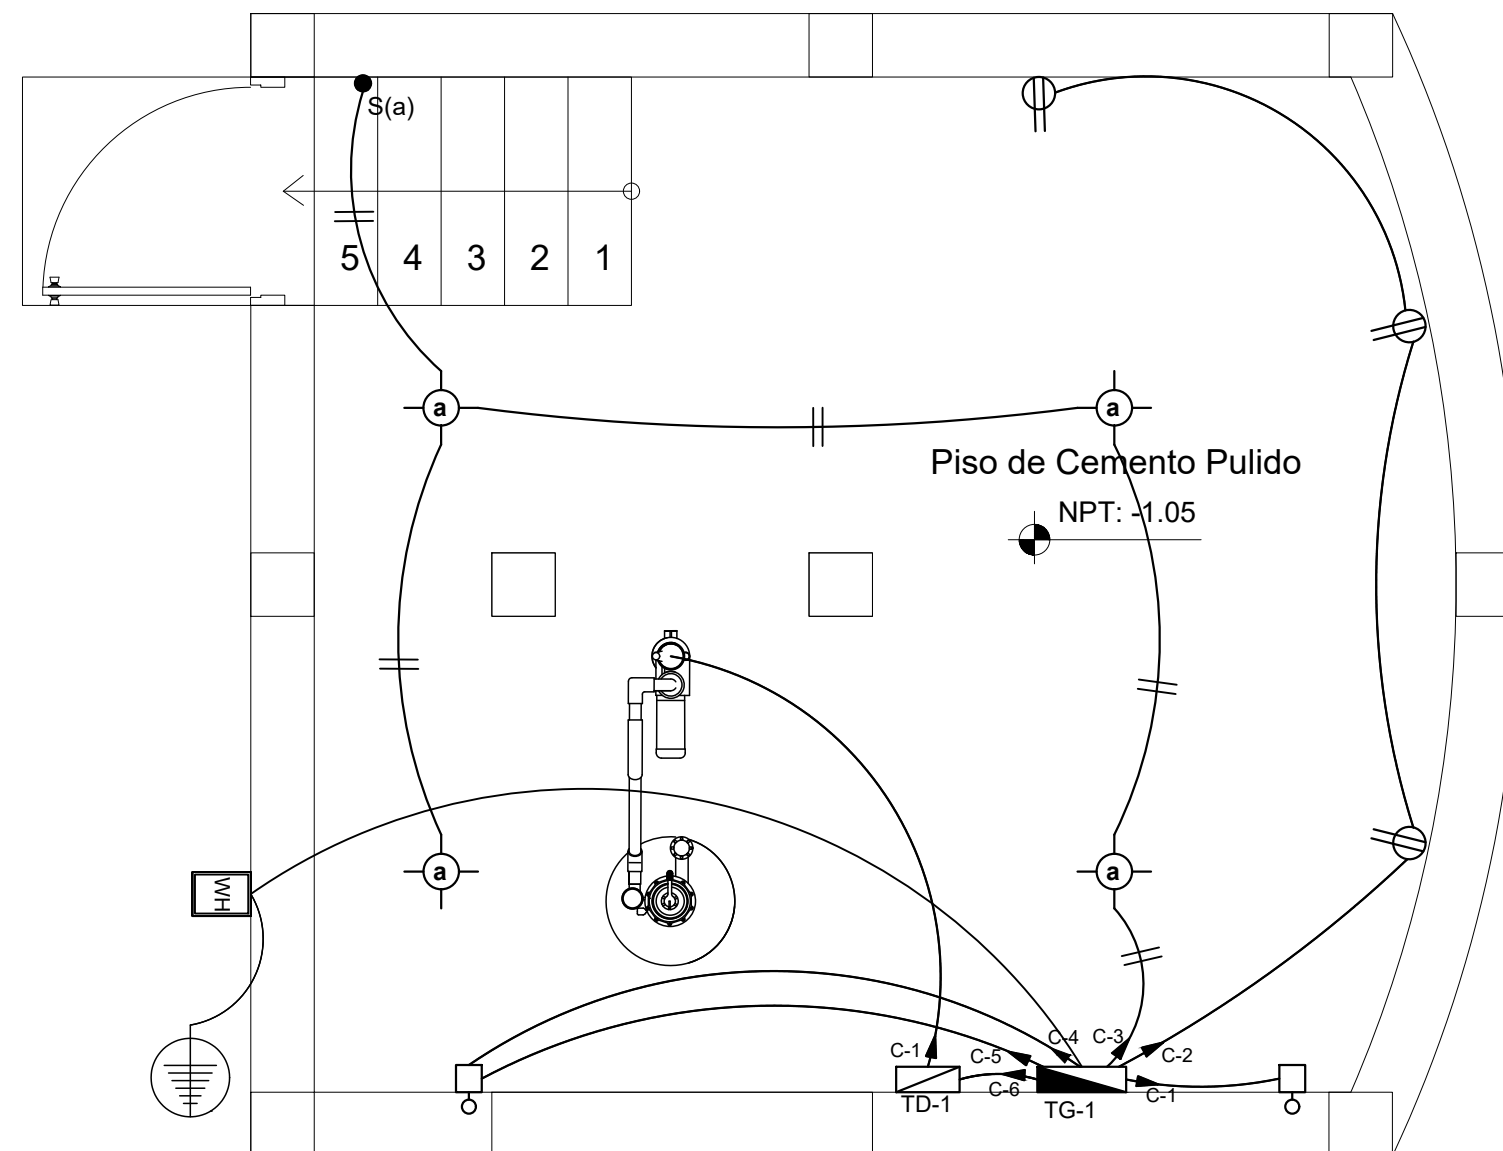 S(a)
5 4 3 2 1
a
a
Piso de Cemento Pulido
NPT: -1.05
a
a
WH
C-4
C-3
C-1
C-5
C-2
C-6
C-1
TD-1
TG-1